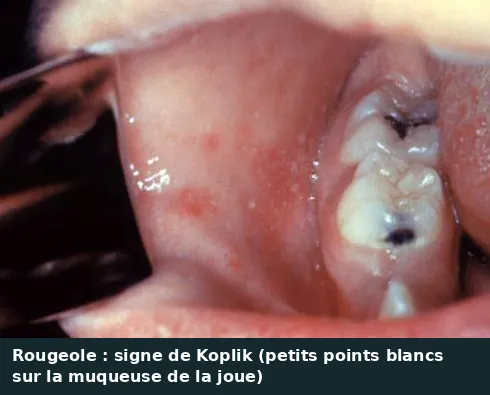 Rougeole : signe de Koplik (petits points blancs
sur la muqueuse de la joue)